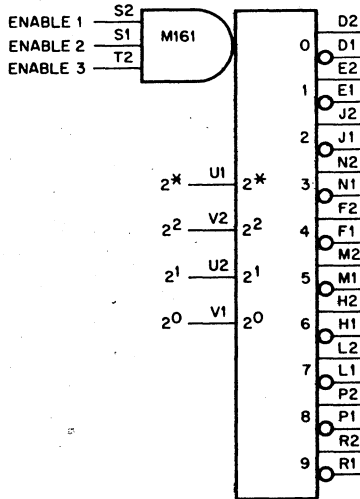 ENABLE 1 S2
ENABLE 2 S1
ENABLE 3 T2
M161
2* U1 2*
2² V2 2²
2¹ U2 2¹
2⁰ V1 2⁰
D2
0 D1
E2
1 E1
J2
2 J1
N2
3 N1
F2
4 F1
M2
5 M1
H2
6 H1
L2
7 L1
P2
8 P1
R2
9 R1